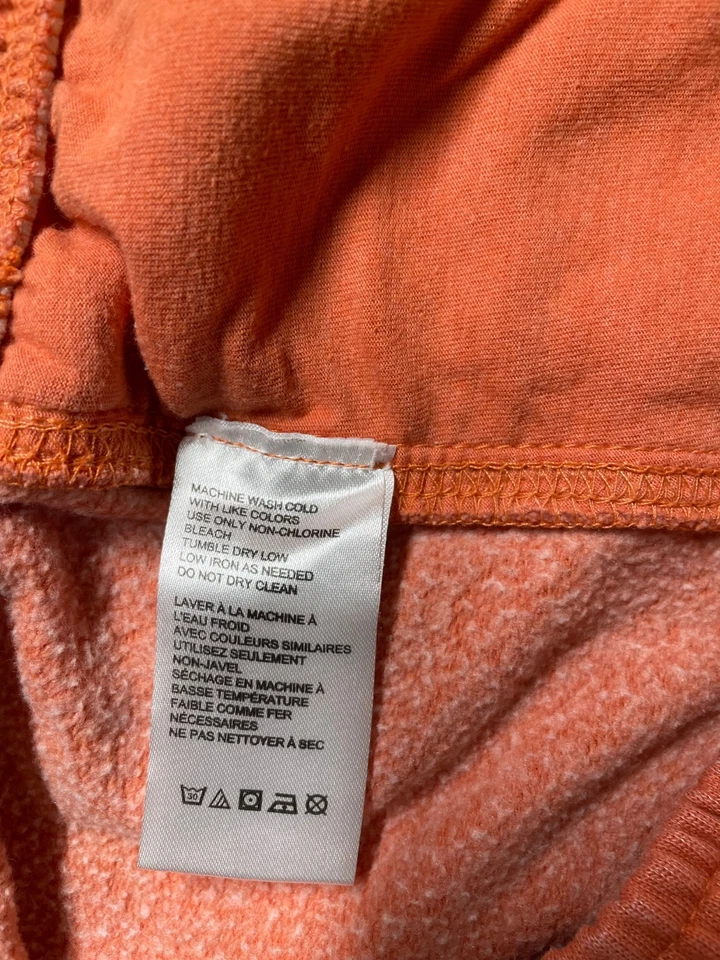 MACHINE WASH COLD
WITH LIKE COLORS
USE ONLY NON-CHLORINE
BLEACH
TUMBLE DRY LOW
LOW IRON AS NEEDED
DO NOT DRY CLEAN
LAVER À LA MACHINE À
L'EAU FROID
AVEC COULEURS SIMILAIRES
UTILISEZ SEULEMENT
NON-JAVEL
SÉCHAGE EN MACHINE À
BASSE TEMPÉRATURE
FAIBLE COMME FER
NÉCESSAIRES
NE PAS NETTOYER À SEC
30